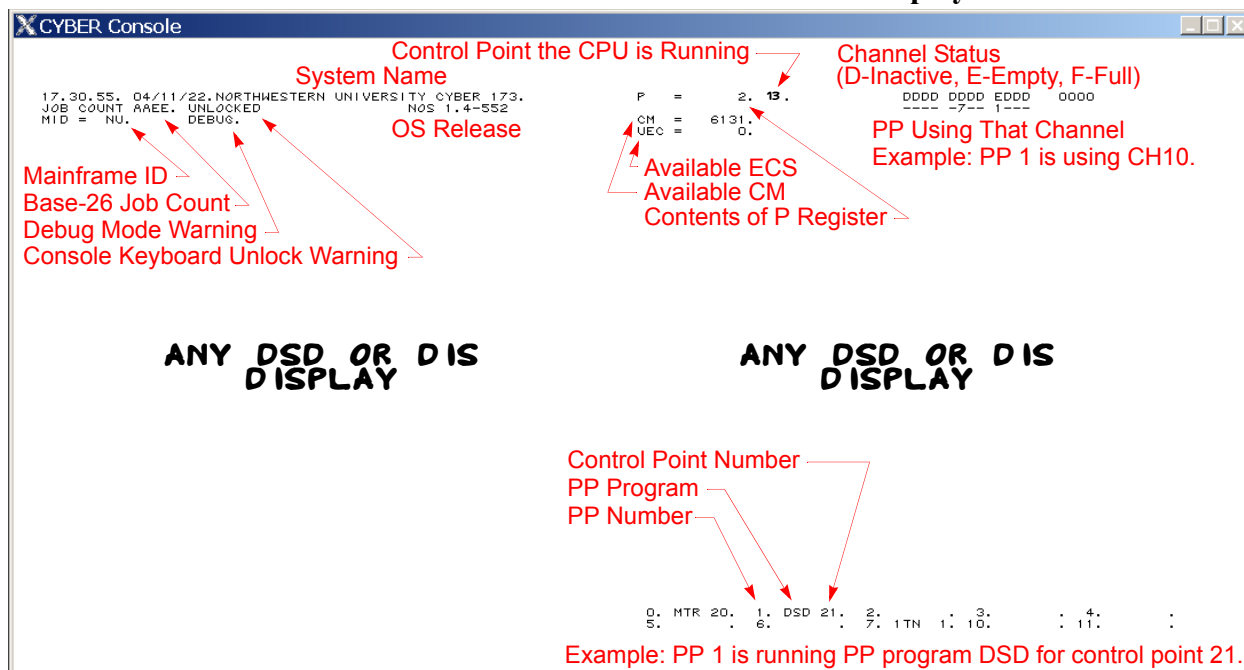 CYBER Console
Control Point the CPU is Running
Channel Status
System Name
(D-Inactive, E-Empty, F-Full)
17.30.55. 04/11/22.NORTHWESTERN UNIVERSITY CYBER 173. P = 2. 13. DDDD DDDD EDDD 0000
JOB COUNT AAEE. UNLOCKED NOS 1.4-552 ---- -7-- 1---
MID = NU. DEBUG. CM = 6131.
UEC = 0.
OS Release
PP Using That Channel
Example: PP 1 is using CH10.
Mainframe ID
Base-26 Job Count
Debug Mode Warning
Console Keyboard Unlock Warning
Available ECS
Available CM
Contents of P Register
ANY DSD OR DIS
DISPLAY
ANY DSD OR DIS
DISPLAY
Control Point Number
PP Program
PP Number
0. MTR 20. 1. DSD 21. 2. . 3. . 4. .
5. . 6. . 7. 1TN 1. 10. . 11. .
Example: PP 1 is running PP program DSD for control point 21.